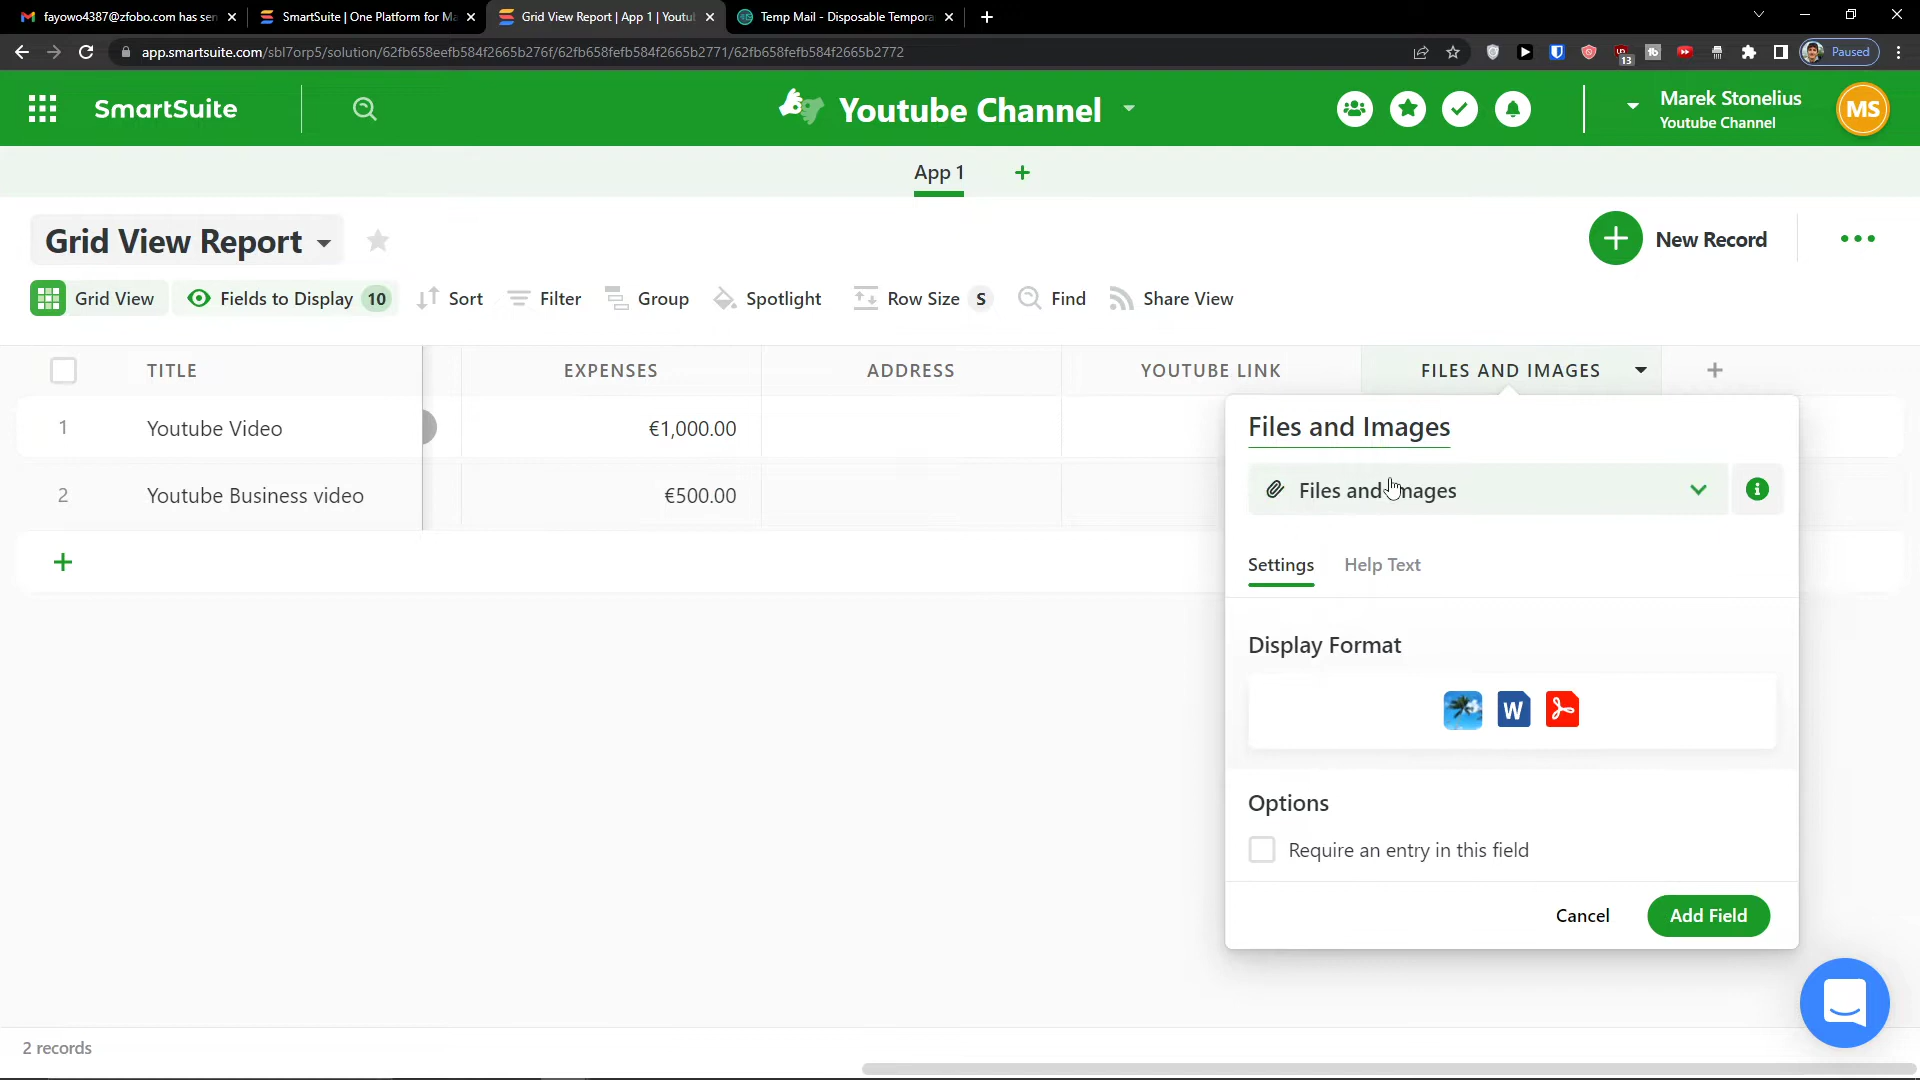 fayowo4387@zfobo.com has sen
SmartSuite | One Platform for Ma
Grid View Report | App 1 | Youtub
Temp Mail - Disposable Tempora
app.smartsuite.com/sbl7orp5/solution/62fb658eefb584f2665b276f/62fb658fefb584f2665b2771/62fb658fefb584f2665b2772
13
Paused
SmartSuite
Youtube Channel
Marek Stonelius
Youtube Channel
MS
App 1
Grid View Report
New Record
Grid View
Fields to Display 10
Sort
Filter
Group
Spotlight
Row Size S
Find
Share View
TITLE
EXPENSES
ADDRESS
YOUTUBE LINK
FILES AND IMAGES
1
Youtube Video
€1,000.00
2
Youtube Business video
€500.00
Files and Images
Files and Images
Settings
Help Text
Display Format
W
Options
Require an entry in this field
Cancel
Add Field
2 records